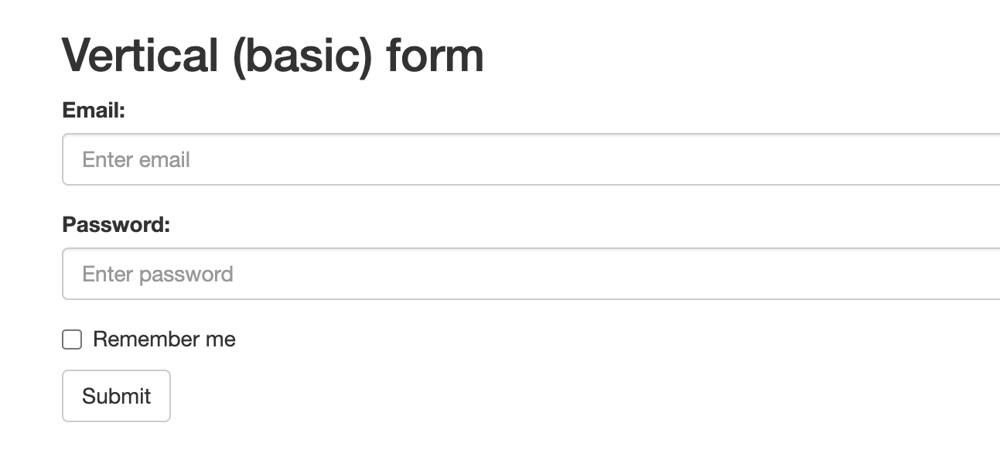 Vertical (basic) form
Email:
Enter email
Password:
Enter password
Remember me
Submit